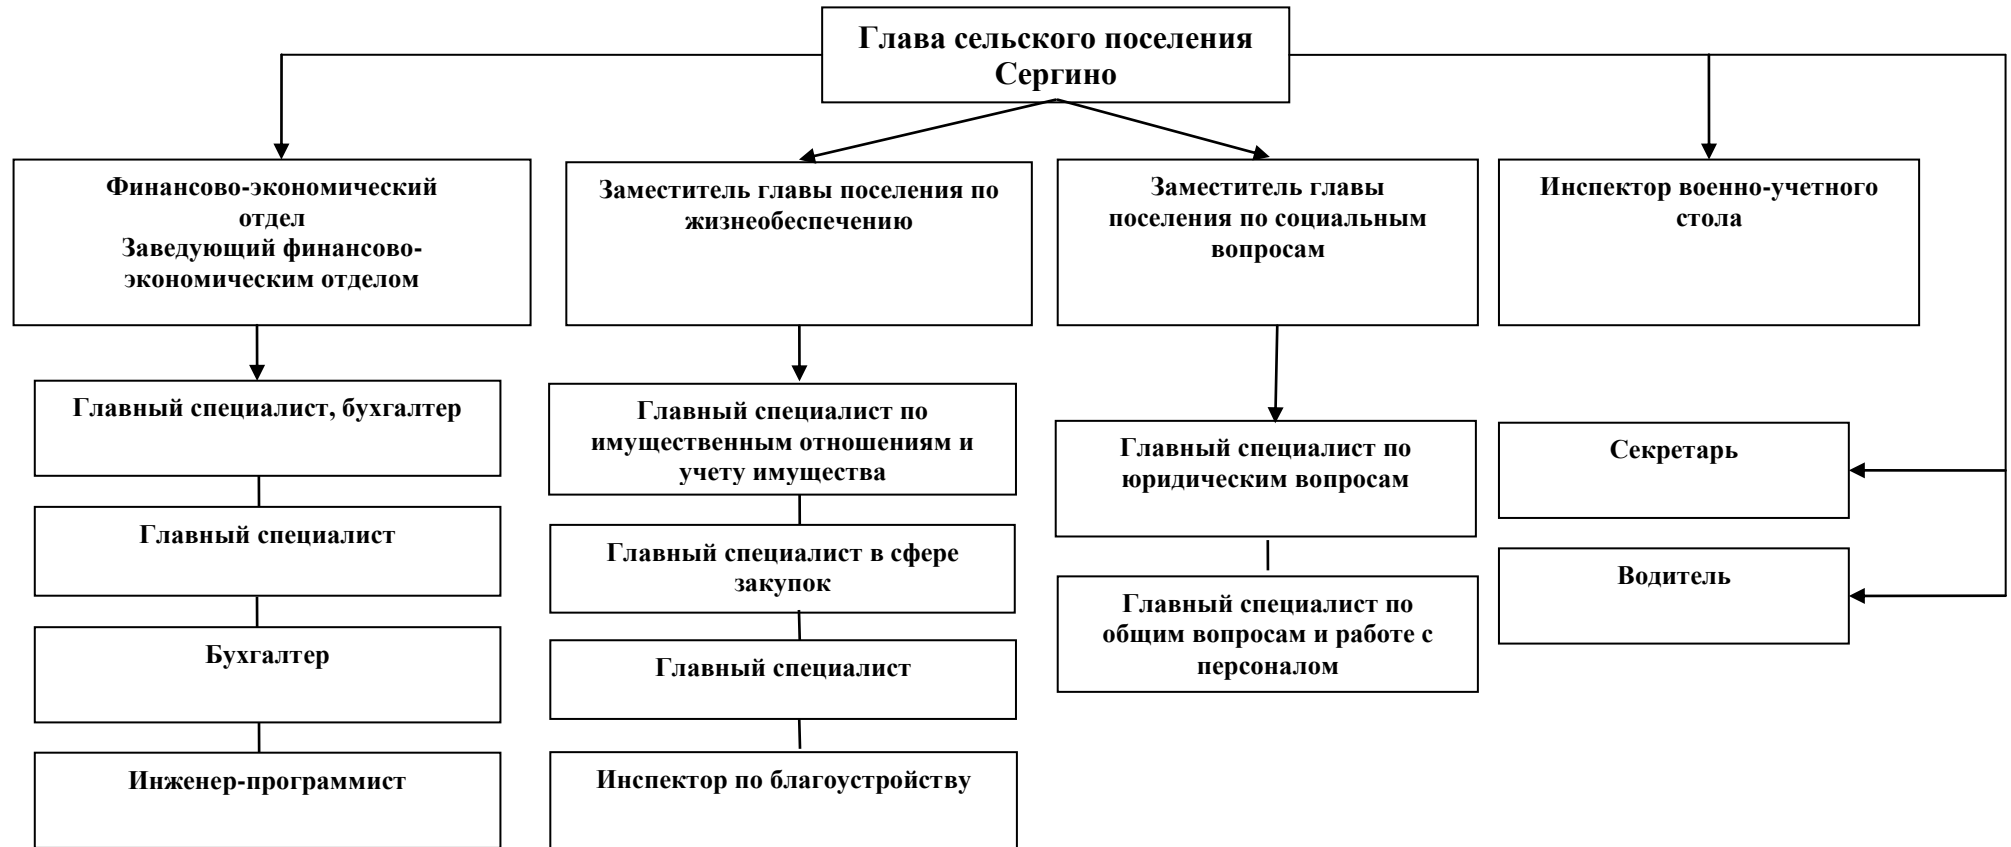 Глава сельского поселения
Сергино
Финансово-экономический
отдел
Заведующий финансово-
экономическим отделом
Заместитель главы поселения по
жизнеобеспечению
Заместитель главы
поселения по социальным
вопросам
Инспектор военно-учетного
стола
Главный специалист, бухгалтер
Главный специалист
Бухгалтер
Инженер-программист
Главный специалист по
имущественным отношениям и
учету имущества
Главный специалист в сфере
закупок
Главный специалист
Инспектор по благоустройству
Главный специалист по
юридическим вопросам
Главный специалист по
общим вопросам и работе с
персоналом
Секретарь
Водитель